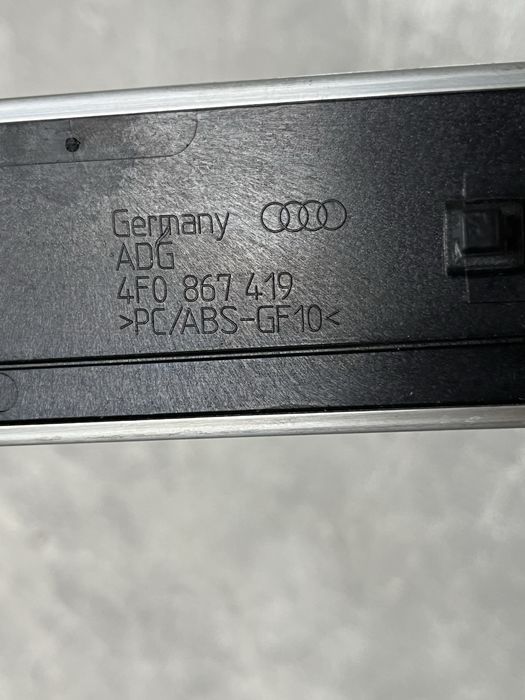 Germany
ADG
4F0 867 419
>PC/ABS-GF10<